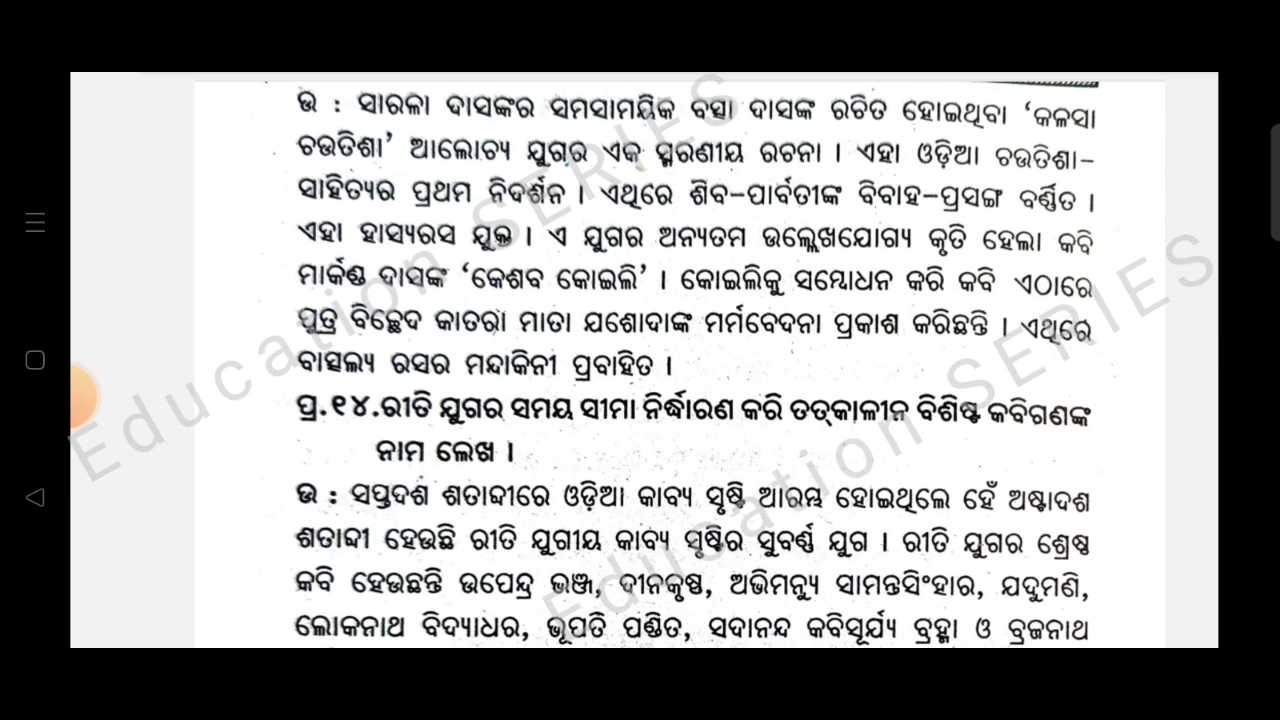 ଉ : ସାରଳା ଦାସଙ୍କର ସମସାମୟିକ ବତ୍ସା ଦାସଙ୍କ ରଚିତ ହୋଇଥିବା ‘କଳସା
ଚଉତିଶା’ ଆଲୋଚ୍ୟ ଯୁଗର ଏକ ସ୍ମରଣୀୟ ରଚନା । ଏହା ଓଡ଼ିଆ ଚଉତିଶା-
ସାହିତ୍ୟର ପ୍ରଥମ ନିଦର୍ଶନ । ଏଥିରେ ଶିବ-ପାର୍ବତୀଙ୍କ ବିବାହ-ପ୍ରସଙ୍ଗ ବର୍ଣ୍ଣିତ ।
ଏହା ହାସ୍ୟରସ ଯୁକ୍ତ । ଏ ଯୁଗର ଅନ୍ୟତମ ଉଲ୍ଲେଖଯୋଗ୍ୟ କୃତି ହେଲା କବି
ମାର୍କଣ୍ଡ ଦାସଙ୍କ ‘କେଶବ କୋଇଲି’ । କୋଇଲିକୁ ସମ୍ବୋଧନ କରି କବି ଏଠାରେ
ପୁତ୍ର ବିଚ୍ଛେଦ କାତରା ମାତା ଯଶୋଦାଙ୍କ ମର୍ମବେଦନା ପ୍ରକାଶ କରିଛନ୍ତି । ଏଥିରେ
ବାତ୍ସଲ୍ୟ ରସର ମନ୍ଦାକିନୀ ପ୍ରବାହିତ ।
ପ୍ର.୧୪.ରୀତି ଯୁଗର ସମୟ ସୀମା ନିର୍ଦ୍ଧାରଣ କରି ତତ୍‌କାଳୀନ ବିଶିଷ୍ଟ କବିଗଣଙ୍କ
ନାମ ଲେଖ ।
ଉ : ସପ୍ତଦଶ ଶତାବ୍ଦୀରେ ଓଡ଼ିଆ କାବ୍ୟ ସୃଷ୍ଟି ଆରମ୍ଭ ହୋଇଥିଲେ ହେଁ ଅଷ୍ଟାଦଶ
ଶତାବ୍ଦୀ ହେଉଛି ରୀତି ଯୁଗୀୟ କାବ୍ୟ ସୃଷ୍ଟିର ସୁବର୍ଣ୍ଣ ଯୁଗ । ରୀତି ଯୁଗର ଶ୍ରେଷ୍ଠ
କବି ହେଉଛନ୍ତି ଉପେନ୍ଦ୍ର ଭଞ୍ଜ, ଦୀନକୃଷ୍ଣ, ଅଭିମନ୍ୟୁ ସାମନ୍ତସିଂହାର, ଯଦୁମଣି,
ଲୋକନାଥ ବିଦ୍ୟାଧର, ଭୂପତି ପଣ୍ଡିତ, ସଦାନନ୍ଦ କବିସୂର୍ଯ୍ୟ ବ୍ରହ୍ମା ଓ ବ୍ରଜନାଥ
Education SERIES
Education SERIES